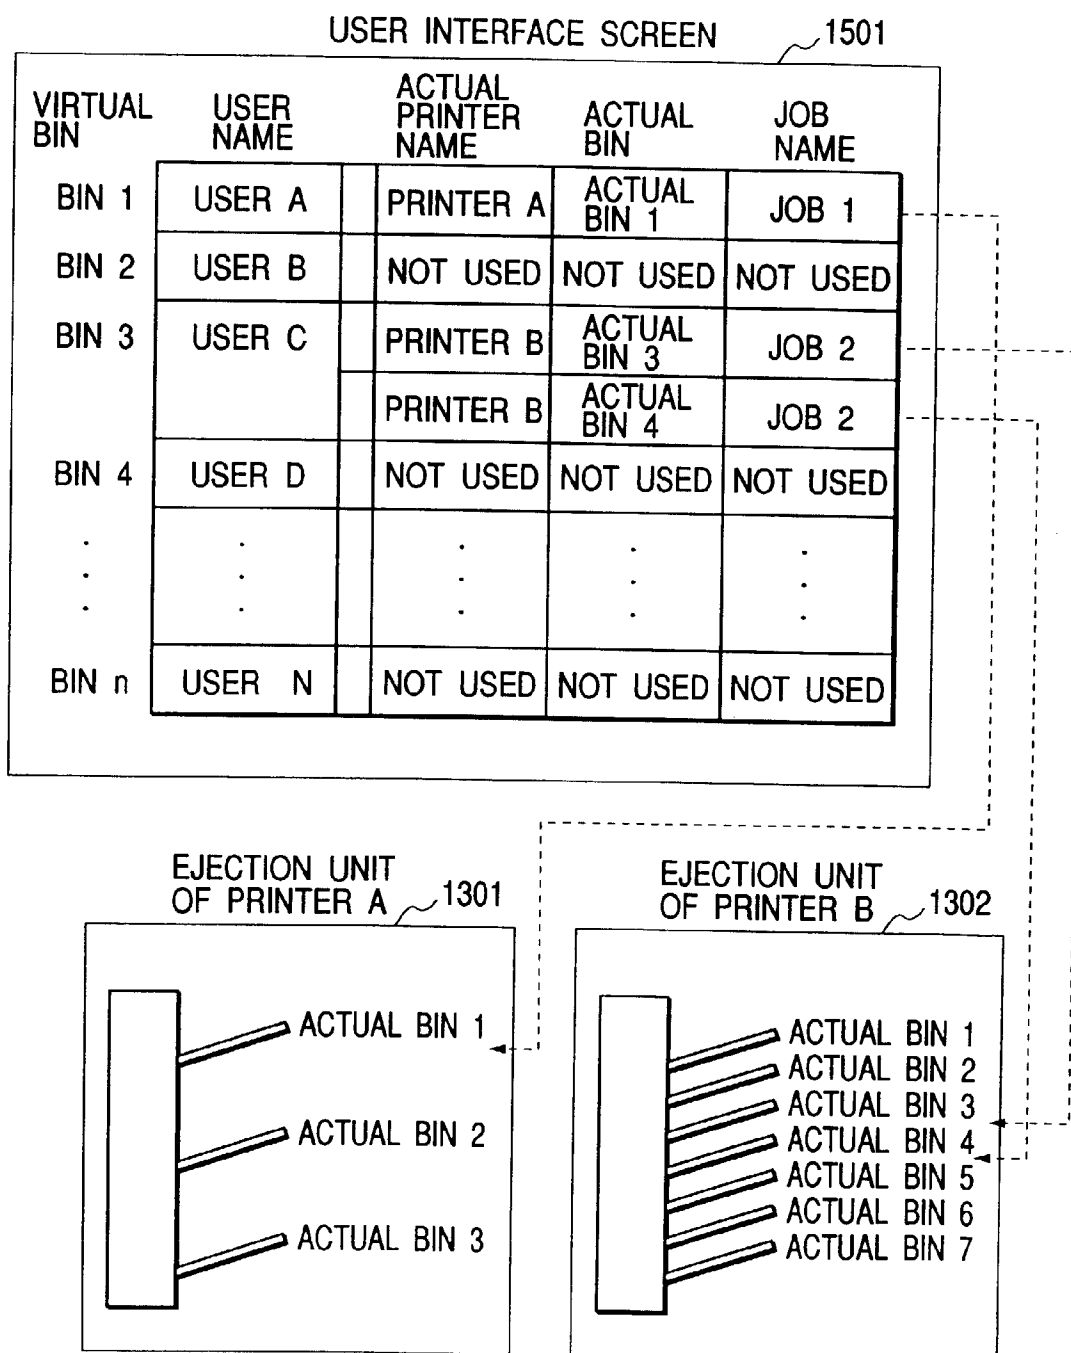 USER INTERFACE SCREEN
1501
VIRTUAL
BIN
USER
NAME
ACTUAL
PRINTER
NAME
ACTUAL
BIN
JOB
NAME
BIN 1
USER A
PRINTER A
ACTUAL
BIN 1
JOB 1
BIN 2
USER B
NOT USED
NOT USED
NOT USED
BIN 3
USER C
PRINTER B
ACTUAL
BIN 3
JOB 2
PRINTER B
ACTUAL
BIN 4
JOB 2
BIN 4
USER D
NOT USED
NOT USED
NOT USED
BIN n
USER N
NOT USED
NOT USED
NOT USED
EJECTION UNIT
OF PRINTER A
1301
ACTUAL BIN 1
ACTUAL BIN 2
ACTUAL BIN 3
EJECTION UNIT
OF PRINTER B
1302
ACTUAL BIN 1
ACTUAL BIN 2
ACTUAL BIN 3
ACTUAL BIN 4
ACTUAL BIN 5
ACTUAL BIN 6
ACTUAL BIN 7